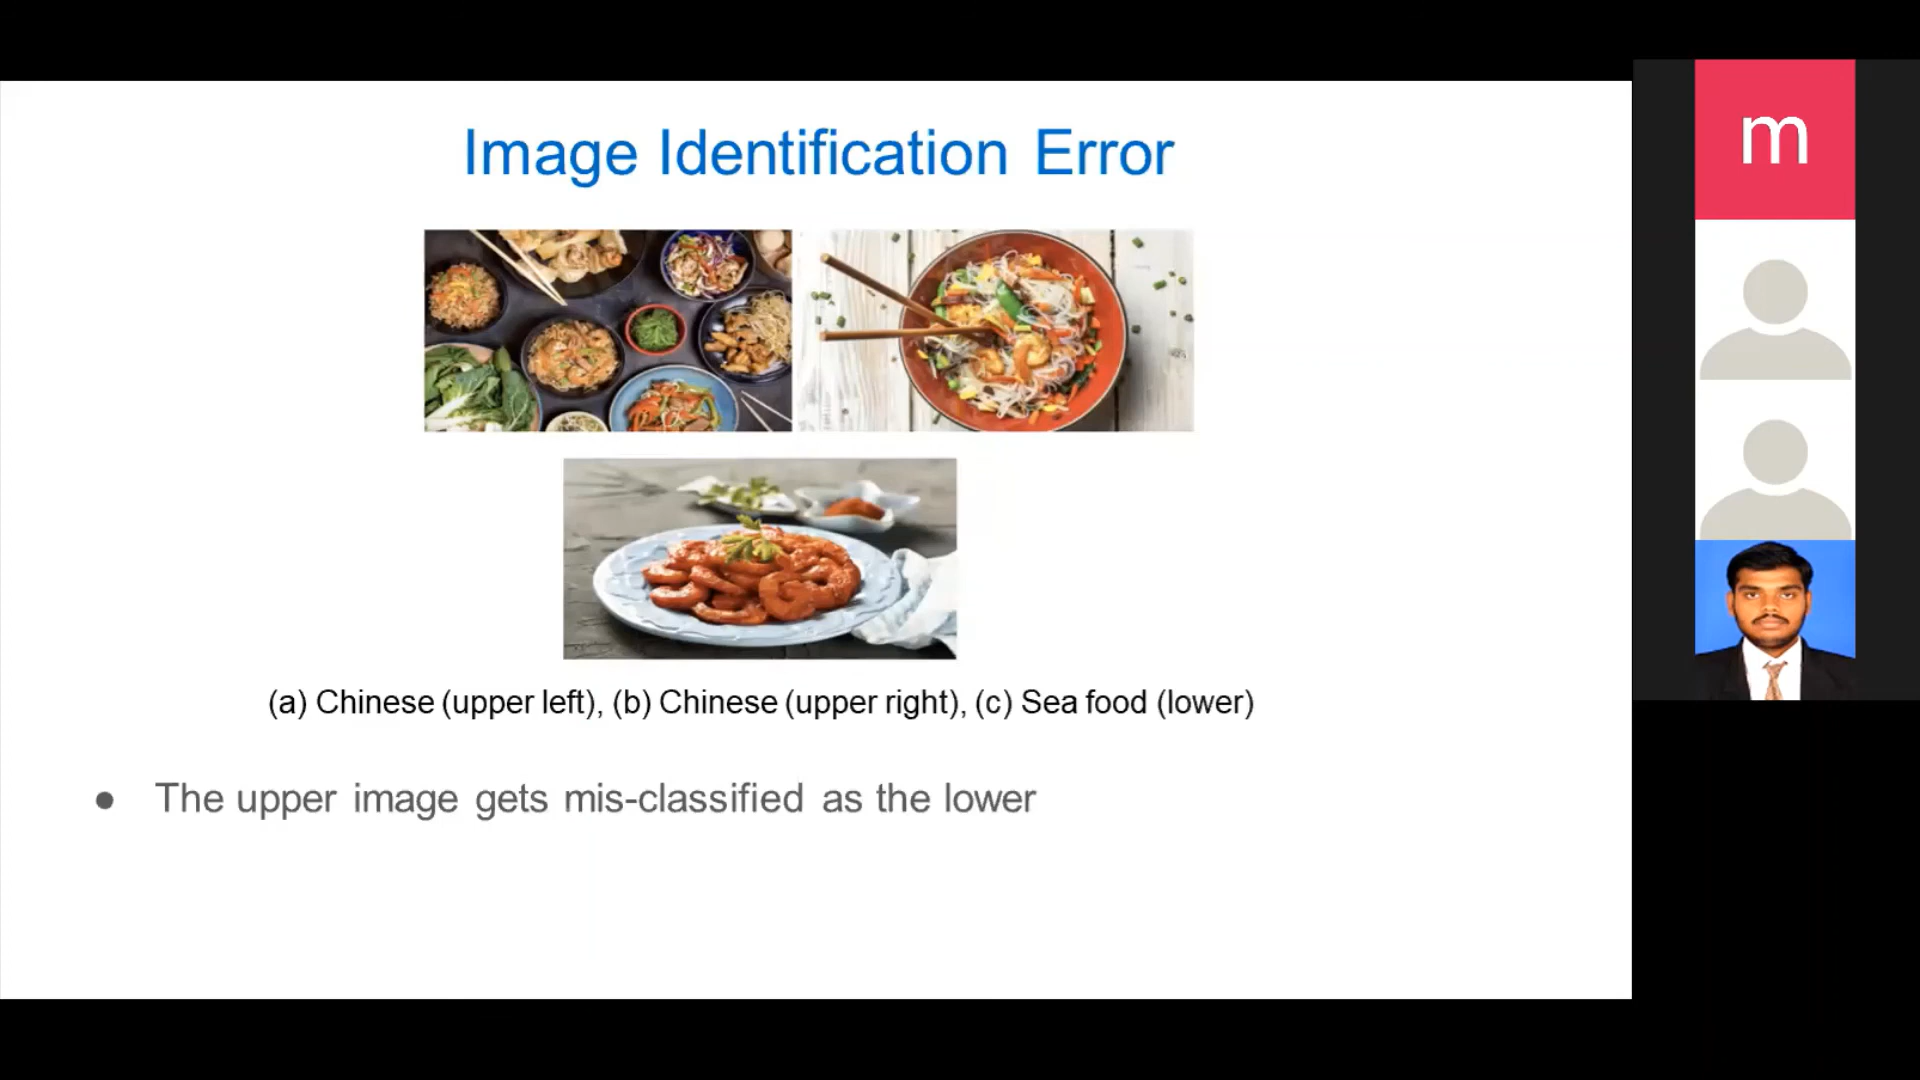 Image Identification Error
m
(a) Chinese (upper left), (b) Chinese (upper right), (c) Sea food (lower)
● The upper image gets mis-classified as the lower